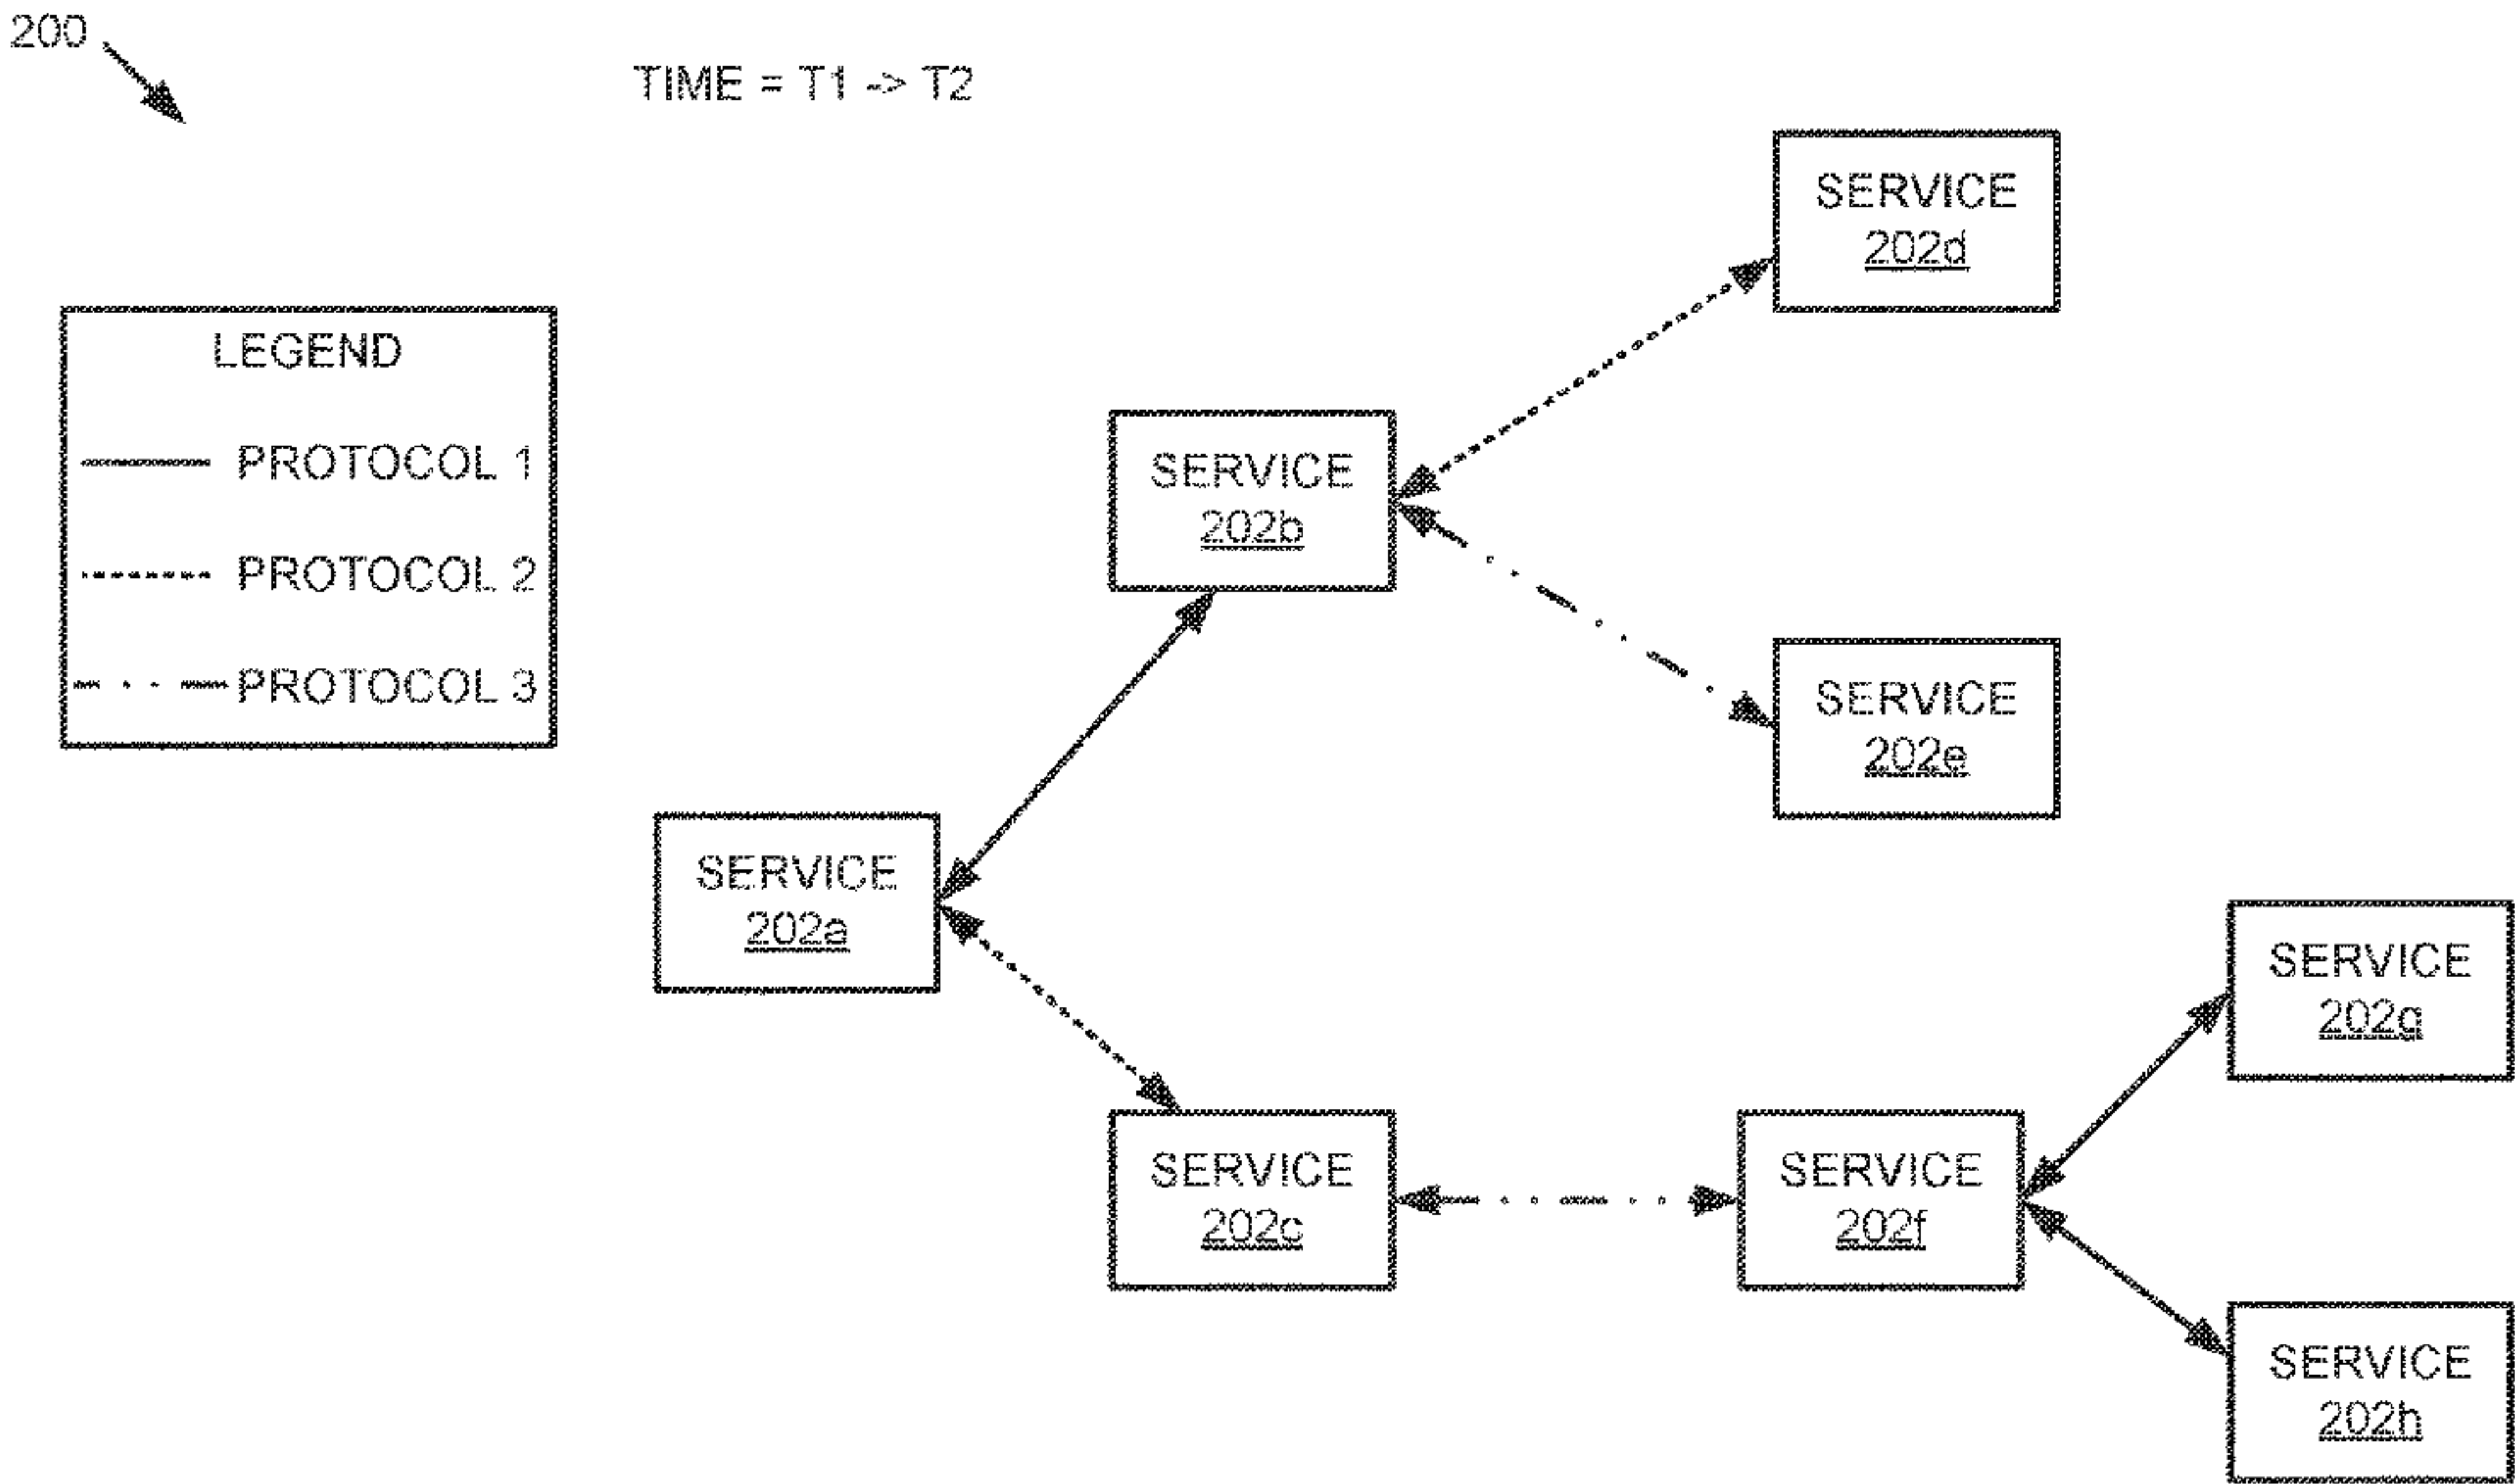 200
TIME = T1 -> T2
LEGEND
PROTOCOL 1
PROTOCOL 2
PROTOCOL 3
SERVICE
202d
SERVICE
202b
SERVICE
202e
SERVICE
202a
SERVICE
202g
SERVICE
202c
SERVICE
202f
SERVICE
202h